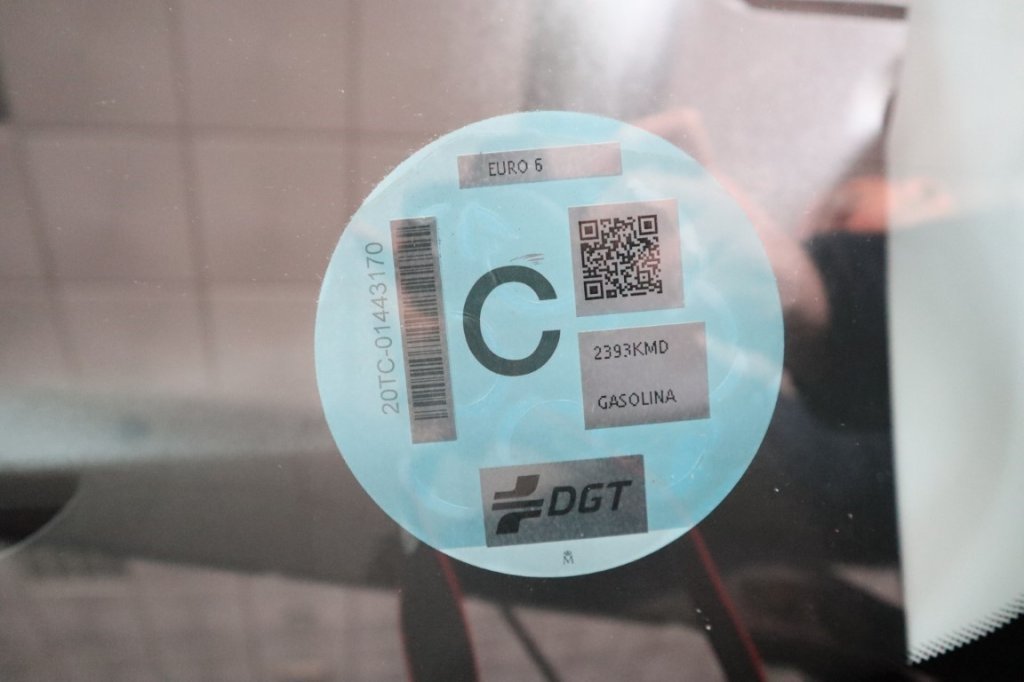 EURO 6
20TC-01443170
C
2393KMD
GASOLINA
DGT
M